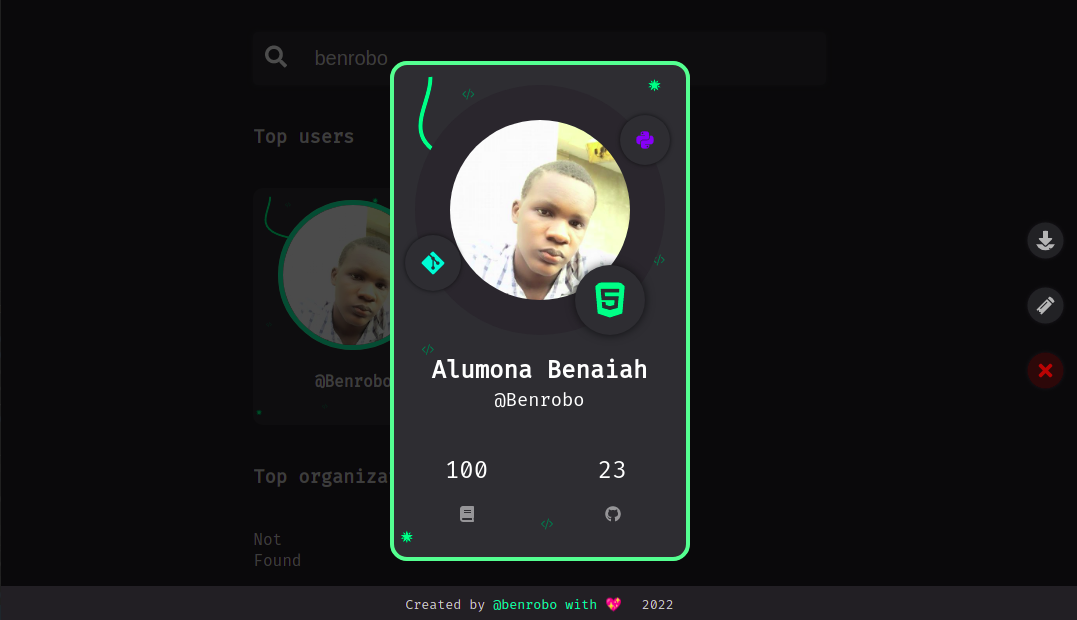 benrobo
Top users
@Benrobo
Alumona Benaiah
@Benrobo
100 23
Top organiza
Not
Found
Created by @benrobo with 💖 2022